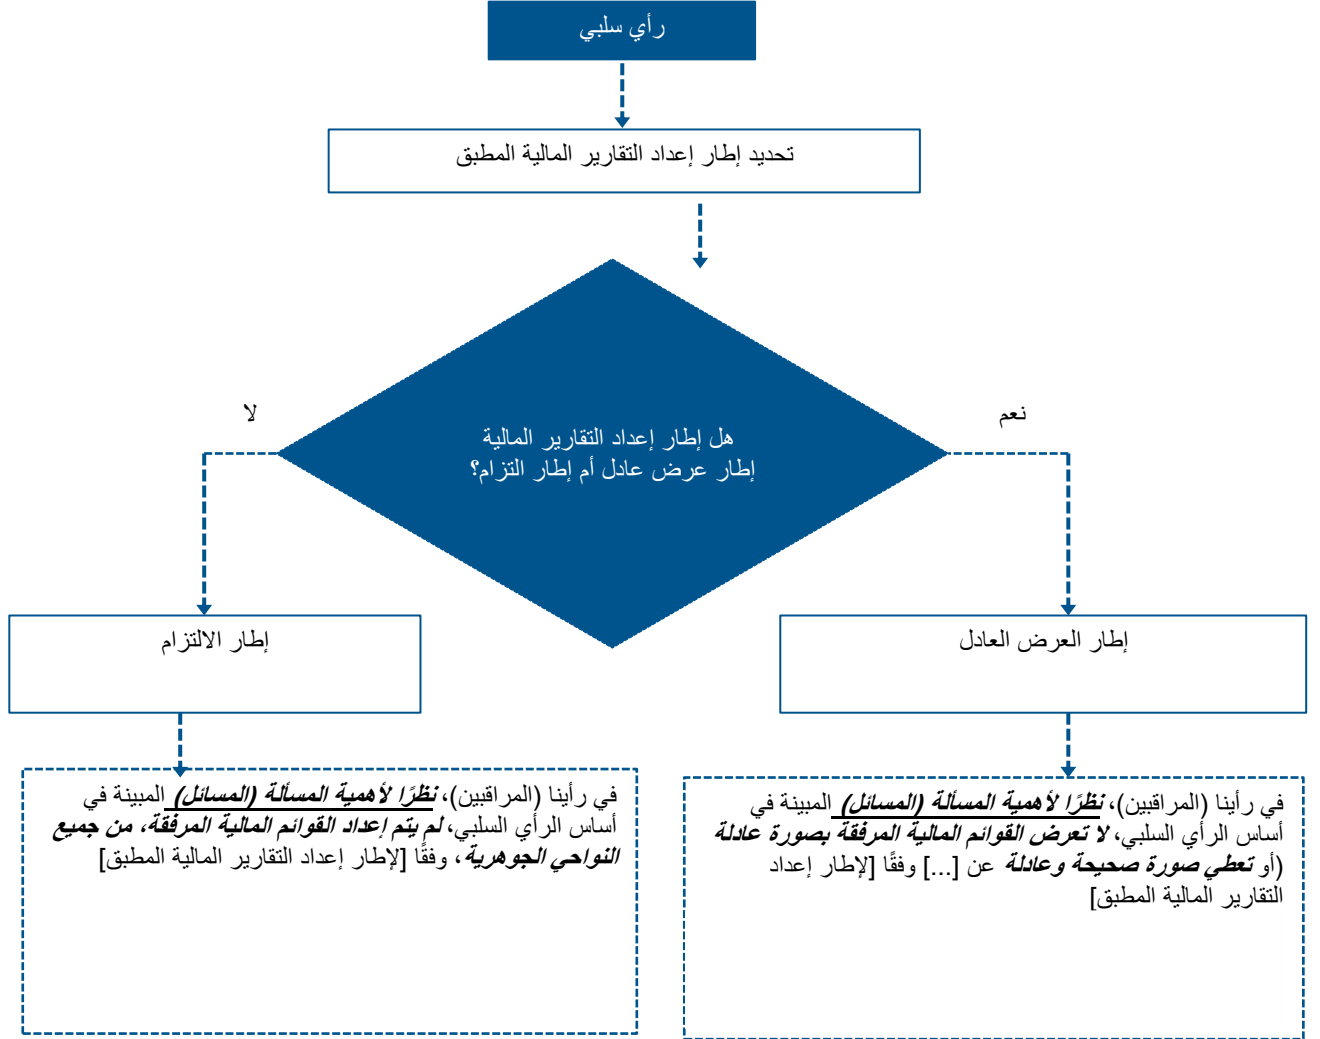 رأي سلبي
تحديد إطار إعداد التقارير المالية المطبق
نعم
لا
هل إطار إعداد التقارير المالية
إطار عرض عادل أم إطار التزام؟
إطار العرض العادل
إطار الالتزام
في رأينا (المراقبين)، نظرًا لأهمية المسألة (المسائل) المبينة في
أساس الرأي السلبي، لا تعرض القوائم المالية المرفقة بصورة عادلة
(أو تعطي صورة صحيحة وعادلة عن [...] وفقًا [لإطار إعداد
التقارير المالية المطبق]
في رأينا (المراقبين)، نظرًا لأهمية المسألة (المسائل) المبينة في
أساس الرأي السلبي، لم يتم إعداد القوائم المالية المرفقة، من جميع
النواحي الجوهرية، وفقًا [لإطار إعداد التقارير المالية المطبق]